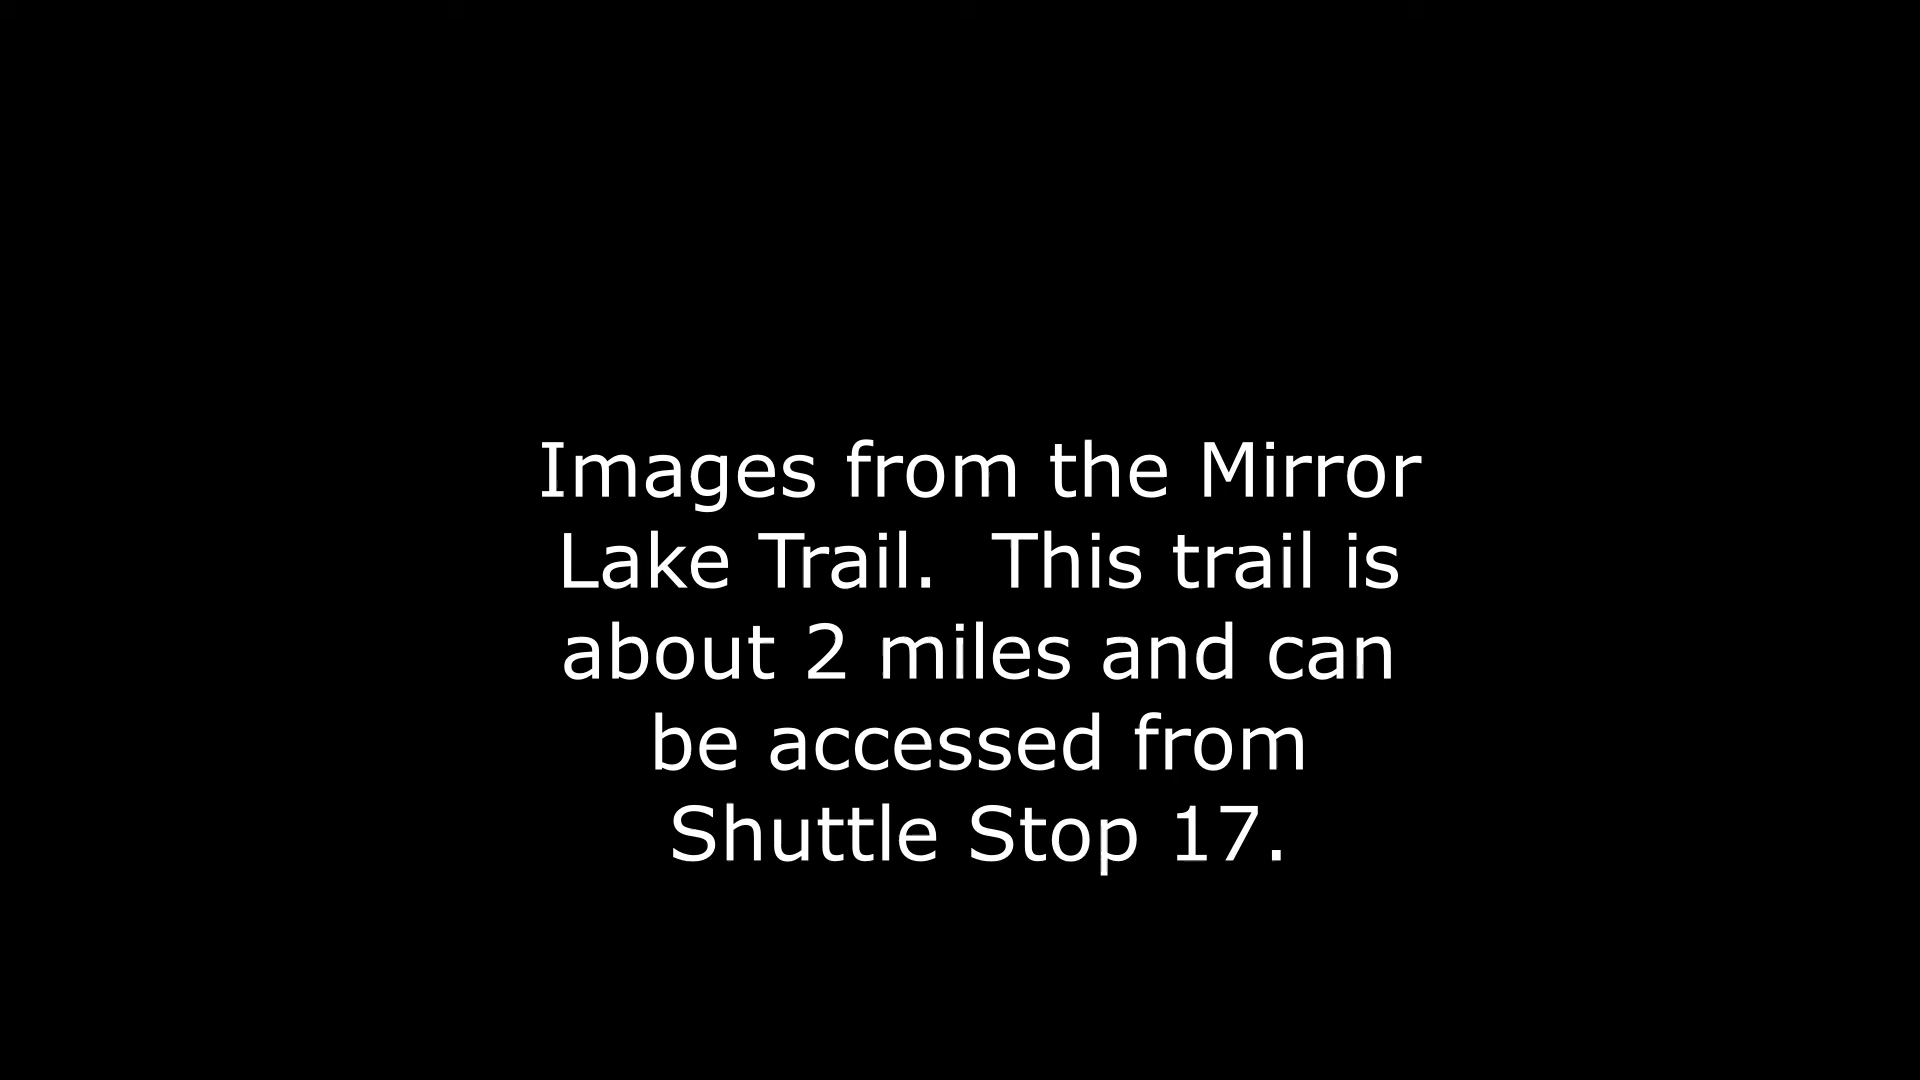 Images from the Mirror
Lake Trail.  This trail is
about 2 miles and can
be accessed from
Shuttle Stop 17.